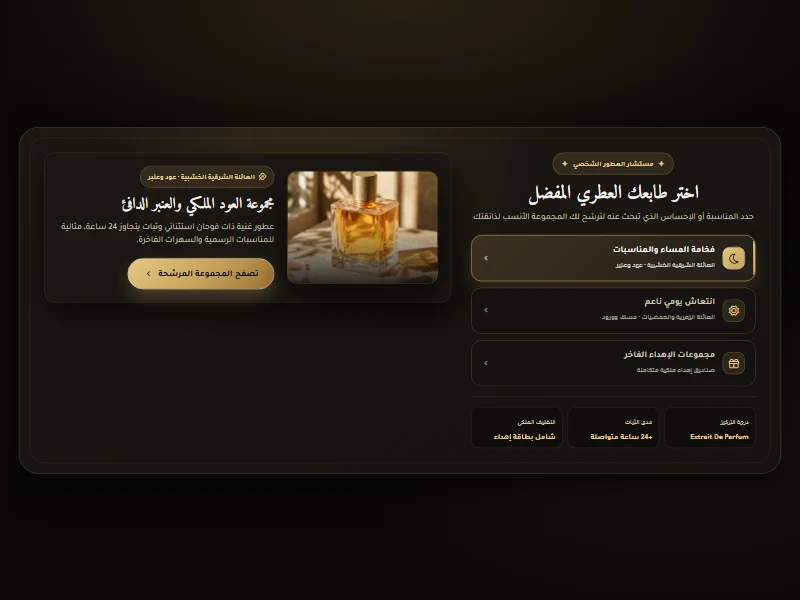 مستشار العطور الشخصي
اختر طابعك العطري المفضل
حدد المناسبة أو الإحساس الذي تبحث عنه لنرشح لك المجموعة الأنسب لذائقتك
فخامة المساء والمناسبات
العائلة الشرقية الخشبية · عود وعنبر
انتعاش يومي ناعم
العائلة الزهرية والحمضيات · مسك وورود
مجموعات الإهداء الفاخر
صناديق إهداء ملكية متكاملة
درجة التركيز
Extrait De Parfum
مدى الثبات
+24 ساعة متواصلة
التغليف الملكي
شامل بطاقة إهداء
العائلة الشرقية الخشبية · عود وعنبر
مجموعة العود الملكي والعنبر الدافئ
عطور غنية ذات فوحان استثنائي وثبات يتجاوز 24 ساعة، مثالية
للمناسبات الرسمية والسهرات الفاخرة.
تصفح المجموعة المرشحة